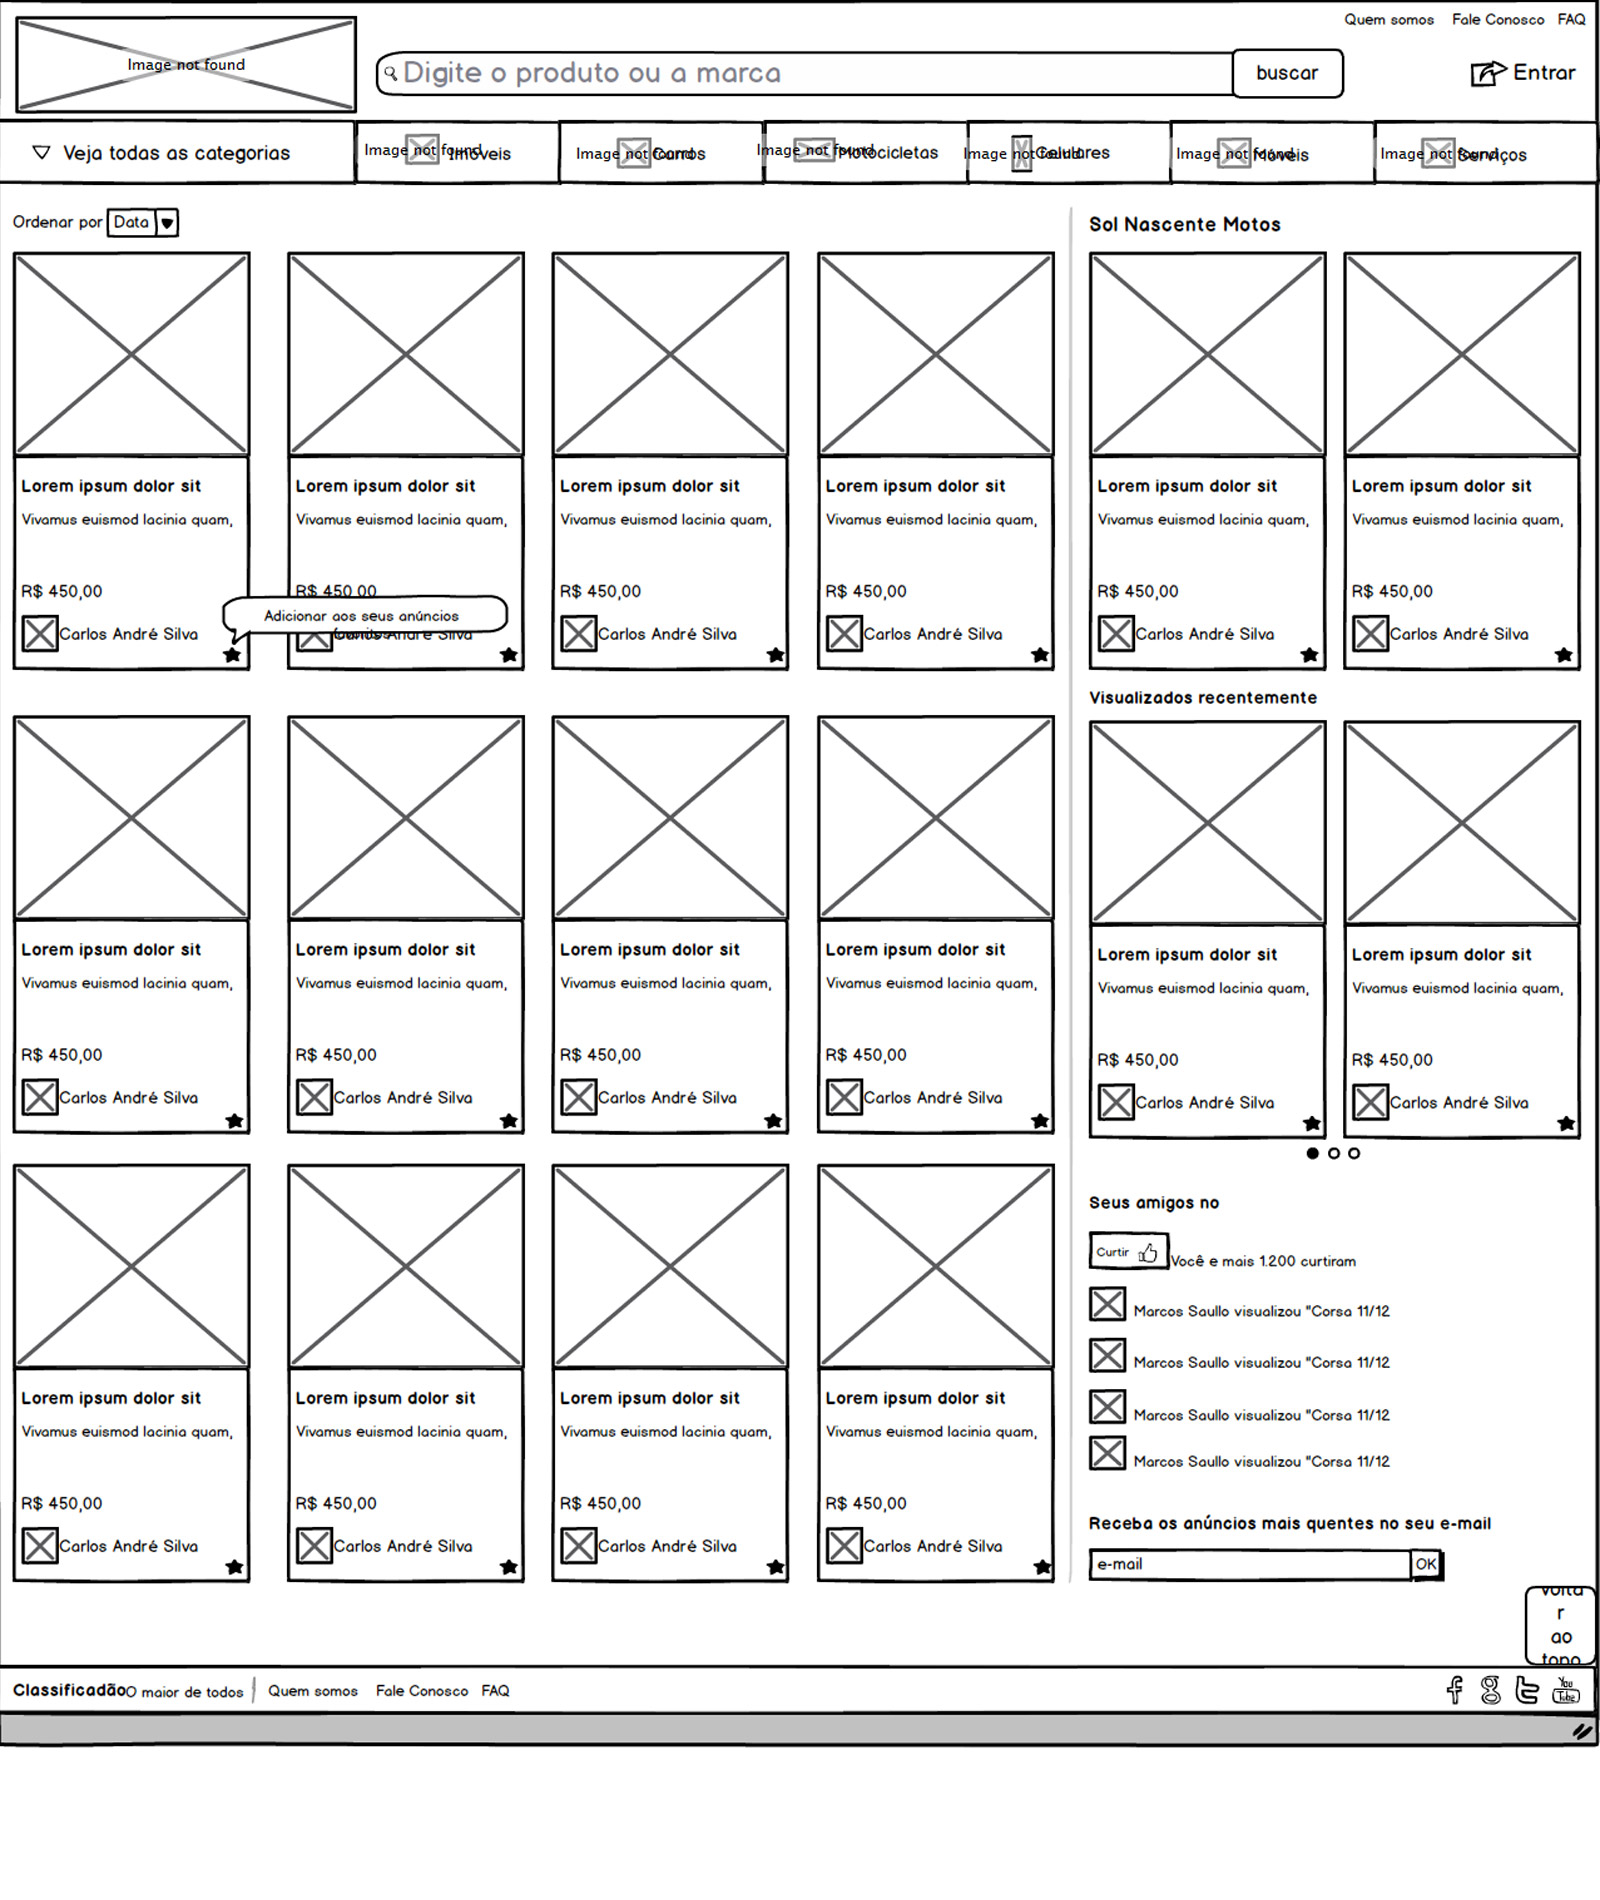 Quem somos Fale Conosco FAQ
Image not found
Digite o produto ou a marca
buscar
Entrar
Veja todas as categorias
Image not found Imóveis
Image not found Carros
Image not found Motocicletas
Image not found Celulares
Image not found Móveis
Image not found Serviços
Ordenar por Data
Sol Nascente Motos
Lorem ipsum dolor sit Lorem ipsum dolor sit Lorem ipsum dolor sit Lorem ipsum dolor sit Lorem ipsum dolor sit Lorem ipsum dolor sit
Vivamus euismod lacinia quam, Vivamus euismod lacinia quam, Vivamus euismod lacinia quam, Vivamus euismod lacinia quam, Vivamus euismod lacinia quam, Vivamus euismod lacinia quam,
R$ 450,00 R$ 450,00 R$ 450,00 R$ 450,00 R$ 450,00 R$ 450,00
Adicionar aos seus anúncios
Carlos André Silva Carlos André Silva Carlos André Silva Carlos André Silva Carlos André Silva Carlos André Silva
Visualizados recentemente
Lorem ipsum dolor sit Lorem ipsum dolor sit Lorem ipsum dolor sit Lorem ipsum dolor sit Lorem ipsum dolor sit Lorem ipsum dolor sit
Vivamus euismod lacinia quam, Vivamus euismod lacinia quam, Vivamus euismod lacinia quam, Vivamus euismod lacinia quam, Vivamus euismod lacinia quam, Vivamus euismod lacinia quam,
R$ 450,00 R$ 450,00 R$ 450,00 R$ 450,00 R$ 450,00 R$ 450,00
Carlos André Silva Carlos André Silva Carlos André Silva Carlos André Silva Carlos André Silva Carlos André Silva
Lorem ipsum dolor sit Lorem ipsum dolor sit Lorem ipsum dolor sit Lorem ipsum dolor sit
Vivamus euismod lacinia quam, Vivamus euismod lacinia quam, Vivamus euismod lacinia quam, Vivamus euismod lacinia quam,
R$ 450,00 R$ 450,00 R$ 450,00 R$ 450,00
Carlos André Silva Carlos André Silva Carlos André Silva Carlos André Silva
Seus amigos no
Curtir Você e mais 1.200 curtiram
Marcos Saullo visualizou "Corsa 11/12
Marcos Saullo visualizou "Corsa 11/12
Marcos Saullo visualizou "Corsa 11/12
Marcos Saullo visualizou "Corsa 11/12
Receba os anúncios mais quentes no seu e-mail
e-mail OK
volta
r
ao
topo
Classificadão O maior de todos Quem somos Fale Conosco FAQ
You
Tube